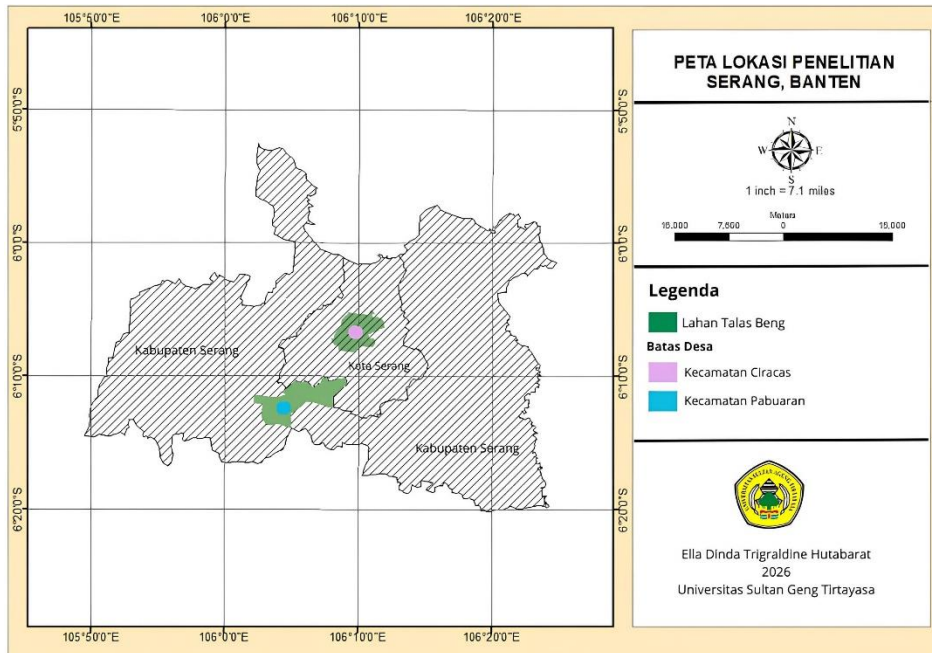 105°50'0"E 106°0'0"E 106°10'0"E 106°20'0"E
5°50'0"S 5°50'0"S
6°0'0"S 6°0'0"S
6°10'0"S 6°10'0"S
6°20'0"S 6°20'0"S
Kabupaten Serang
Kota Serang
Kabupaten Serang
105°50'0"E 106°0'0"E 106°10'0"E 106°20'0"E
PETA LOKASI PENELITIAN
SERANG, BANTEN
N
W E
S
1 inch = 7.1 miles
Meters
7,500 0
Legenda
Lahan Talas Beng
Batas Desa
Kecamatan Ciracas
Kecamatan Pabuaran
UNIVERSITAS SULTAN AGENG TIRTAYASA
Ella Dinda Trigraldine Hutabarat
2026
Universitas Sultan Geng Tirtayasa